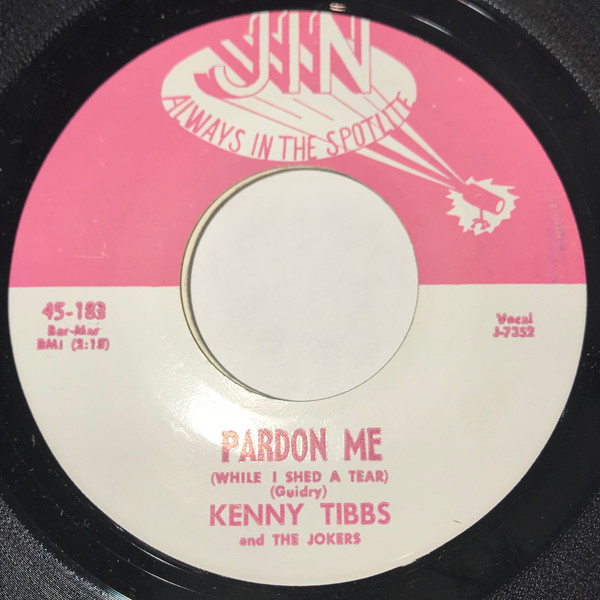 JIN
ALWAYS IN THE SPOTLITE
45-183
Bar-Mar
BMI (2:18)
Vocal
J-7352
PARDON ME
(WHILE I SHED A TEAR)
(Guidry)
KENNY TIBBS
and THE JOKERS